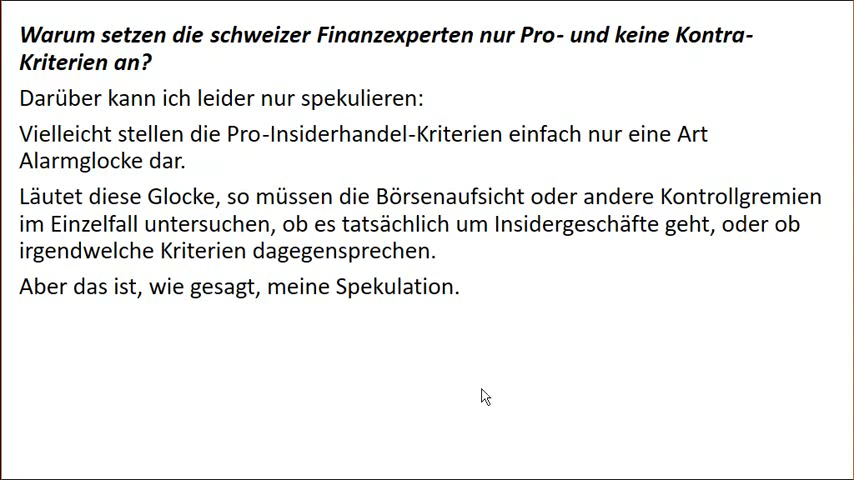 Warum setzen die schweizer Finanzexperten nur Pro- und keine Kontra-
Kriterien an?
Darüber kann ich leider nur spekulieren:
Vielleicht stellen die Pro-Insiderhandel-Kriterien einfach nur eine Art
Alarmglocke dar.
Läutet diese Glocke, so müssen die Börsenaufsicht oder andere Kontrollgremien
im Einzelfall untersuchen, ob es tatsächlich um Insidergeschäfte geht, oder ob
irgendwelche Kriterien dagegensprechen.
Aber das ist, wie gesagt, meine Spekulation.